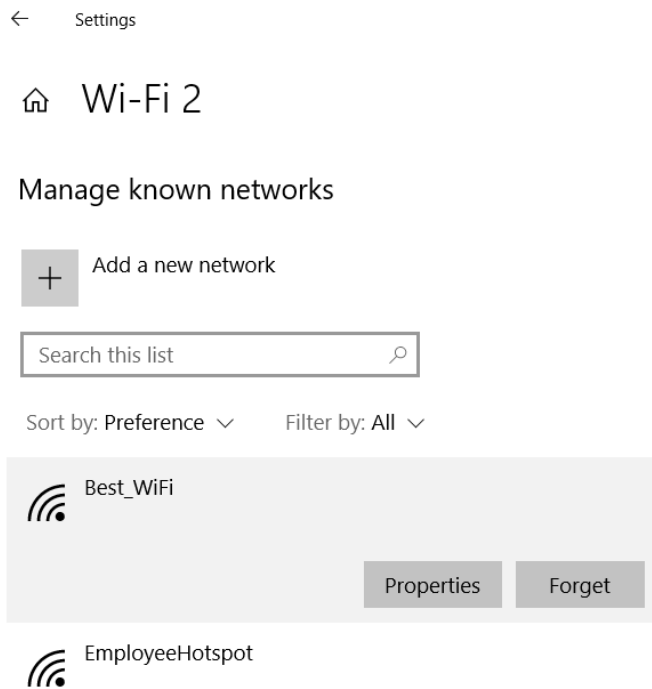 Settings
Wi-Fi 2
Manage known networks
Add a new network
Search this list
Sort by: Preference Filter by: All
Best_WiFi
Properties Forget
EmployeeHotspot